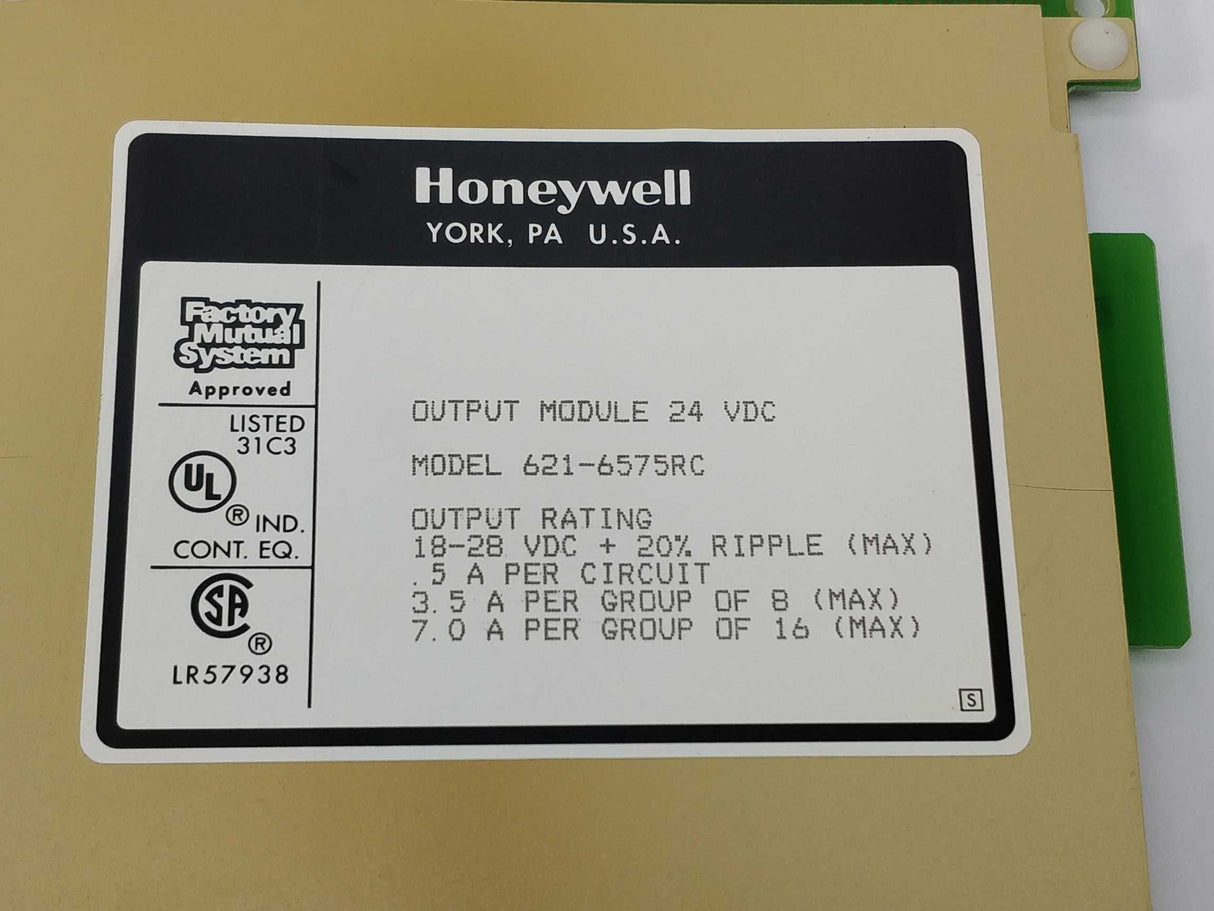 Honeywell
YORK, PA U.S.A.
Factory
Mutual
System
Approved
LISTED
31C3
UL
® IND.
CONT. EQ.
SA
®
LR57938
OUTPUT MODULE 24 VDC
MODEL 621-6575RC
OUTPUT RATING
18-28 VDC + 20% RIPPLE (MAX)
.5 A PER CIRCUIT
3.5 A PER GROUP OF 8 (MAX)
7.0 A PER GROUP OF 16 (MAX)
S